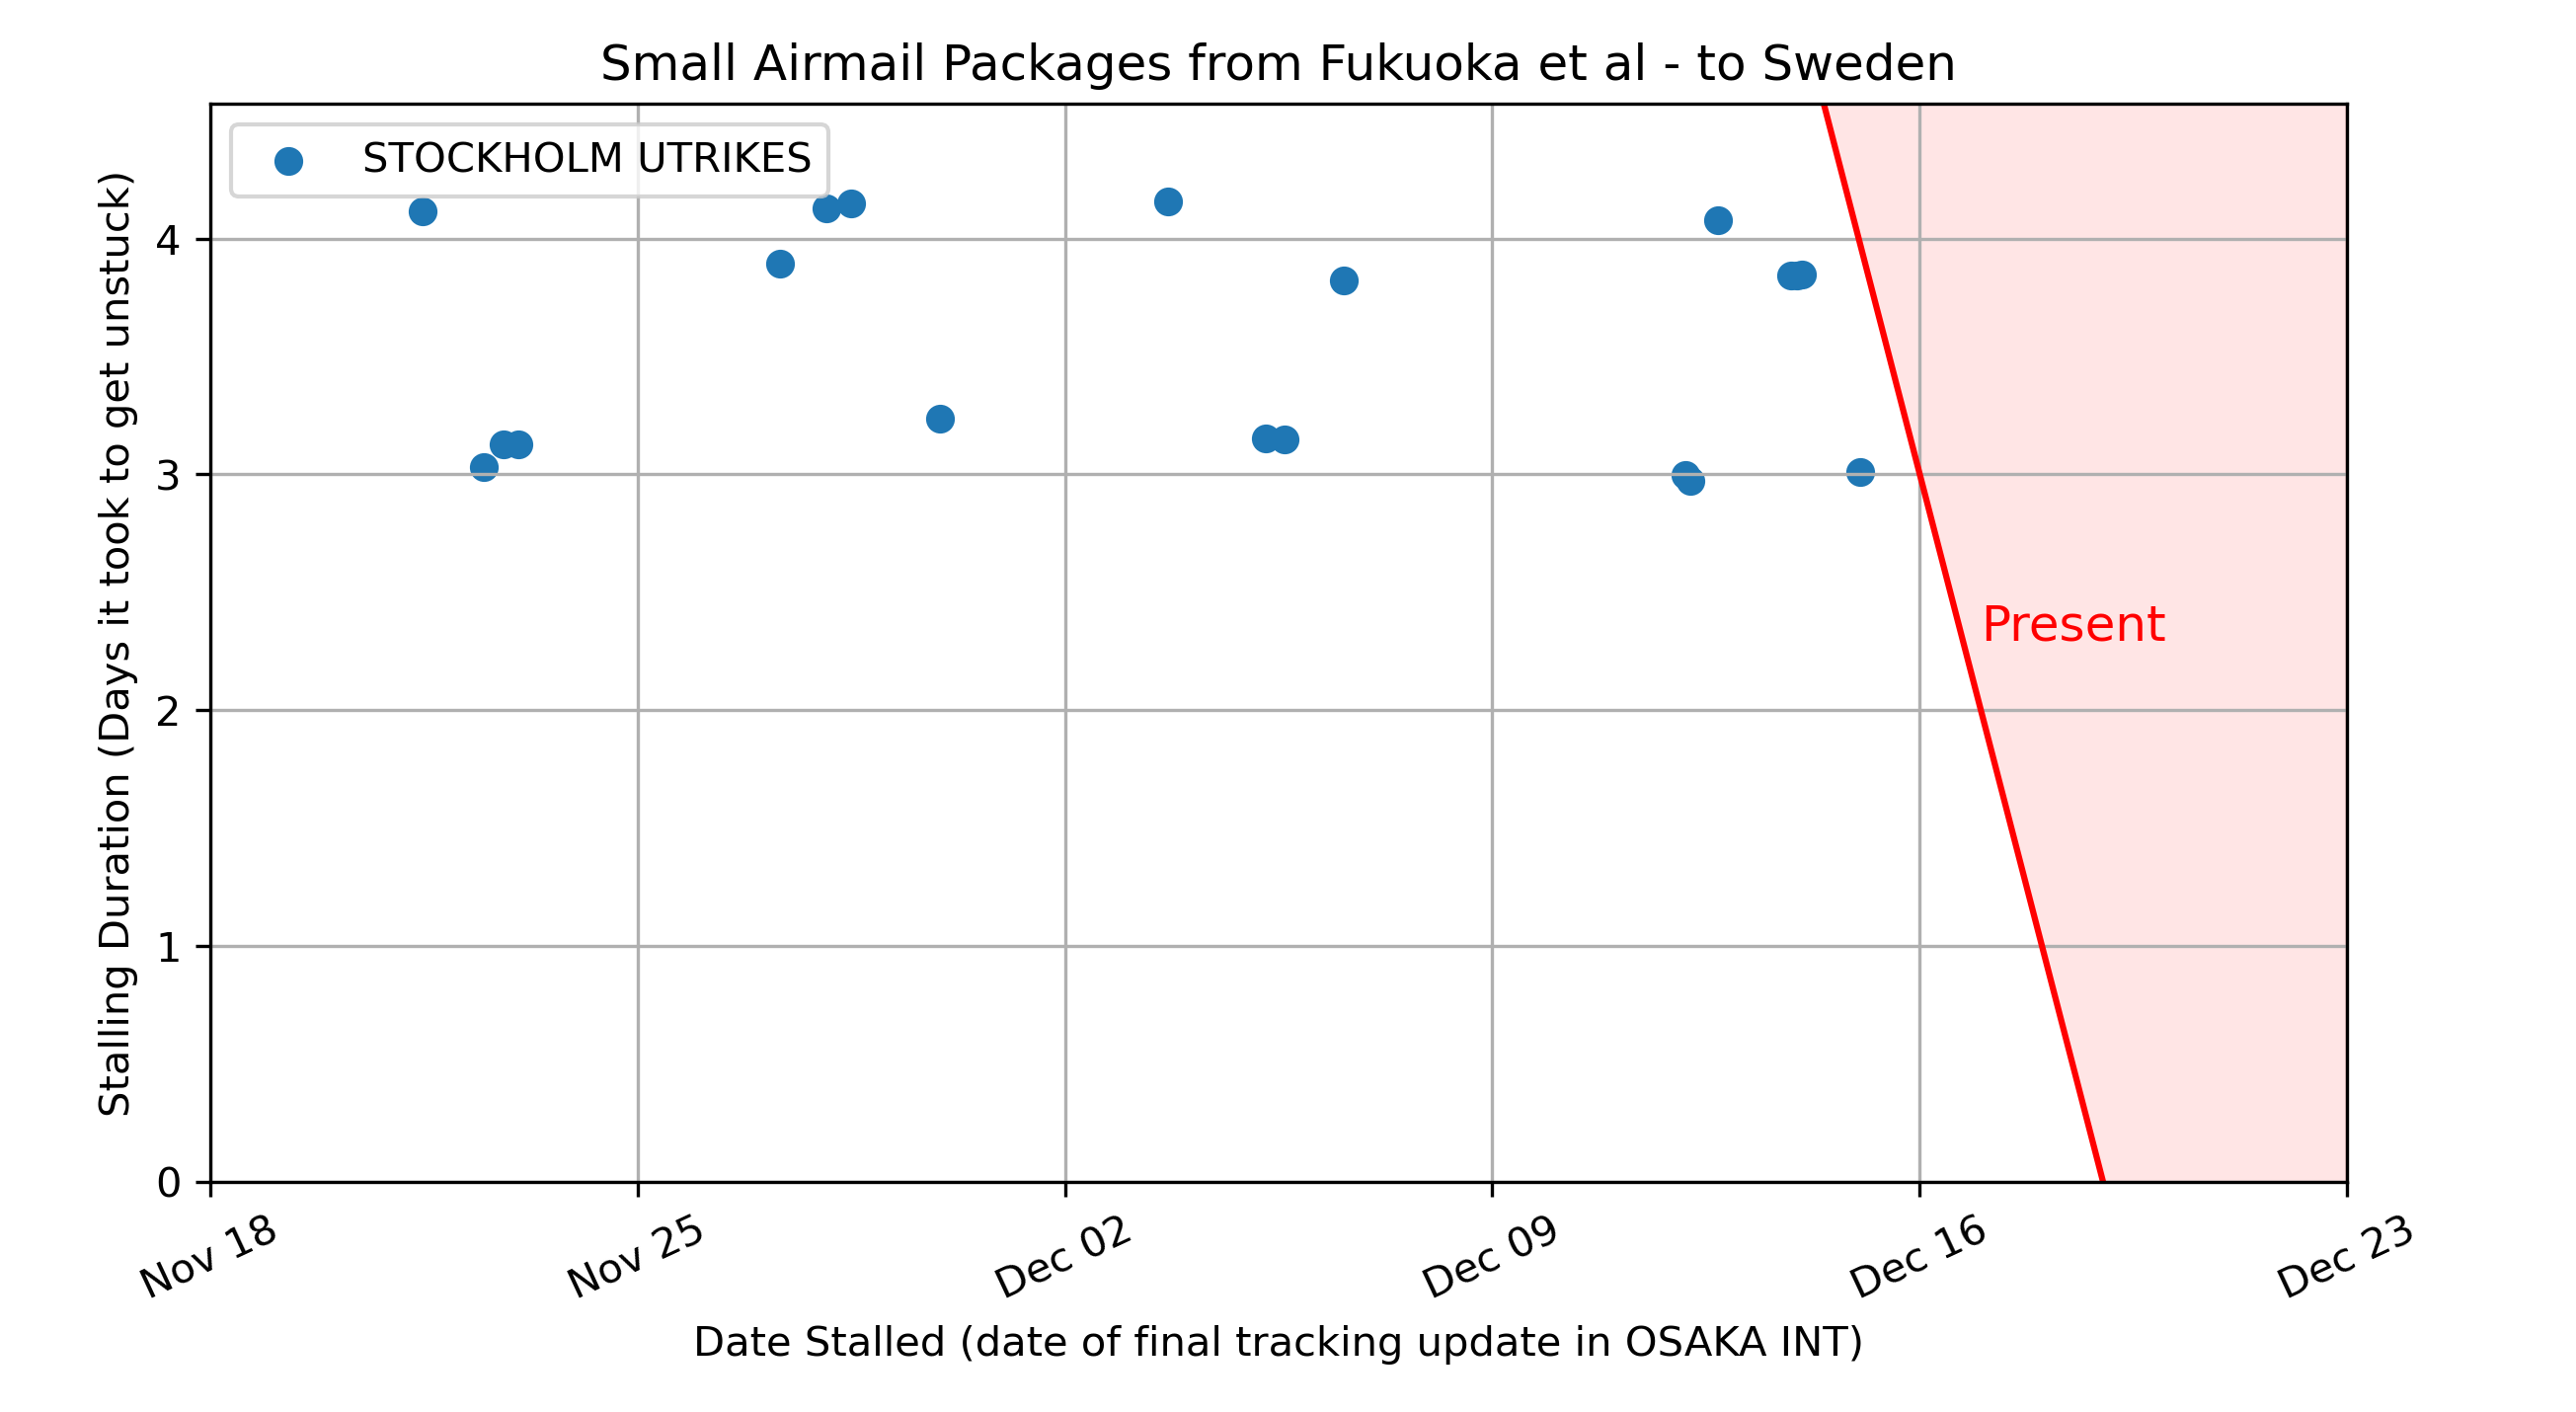 Small Airmail Packages from Fukuoka et al - to Sweden
STOCKHOLM UTRIKES
Stalling Duration (Days it took to get unstuck)
4
3
2
1
0
Present
Nov 18
Nov 25
Dec 02
Dec 09
Dec 16
Dec 23
Date Stalled (date of final tracking update in OSAKA INT)